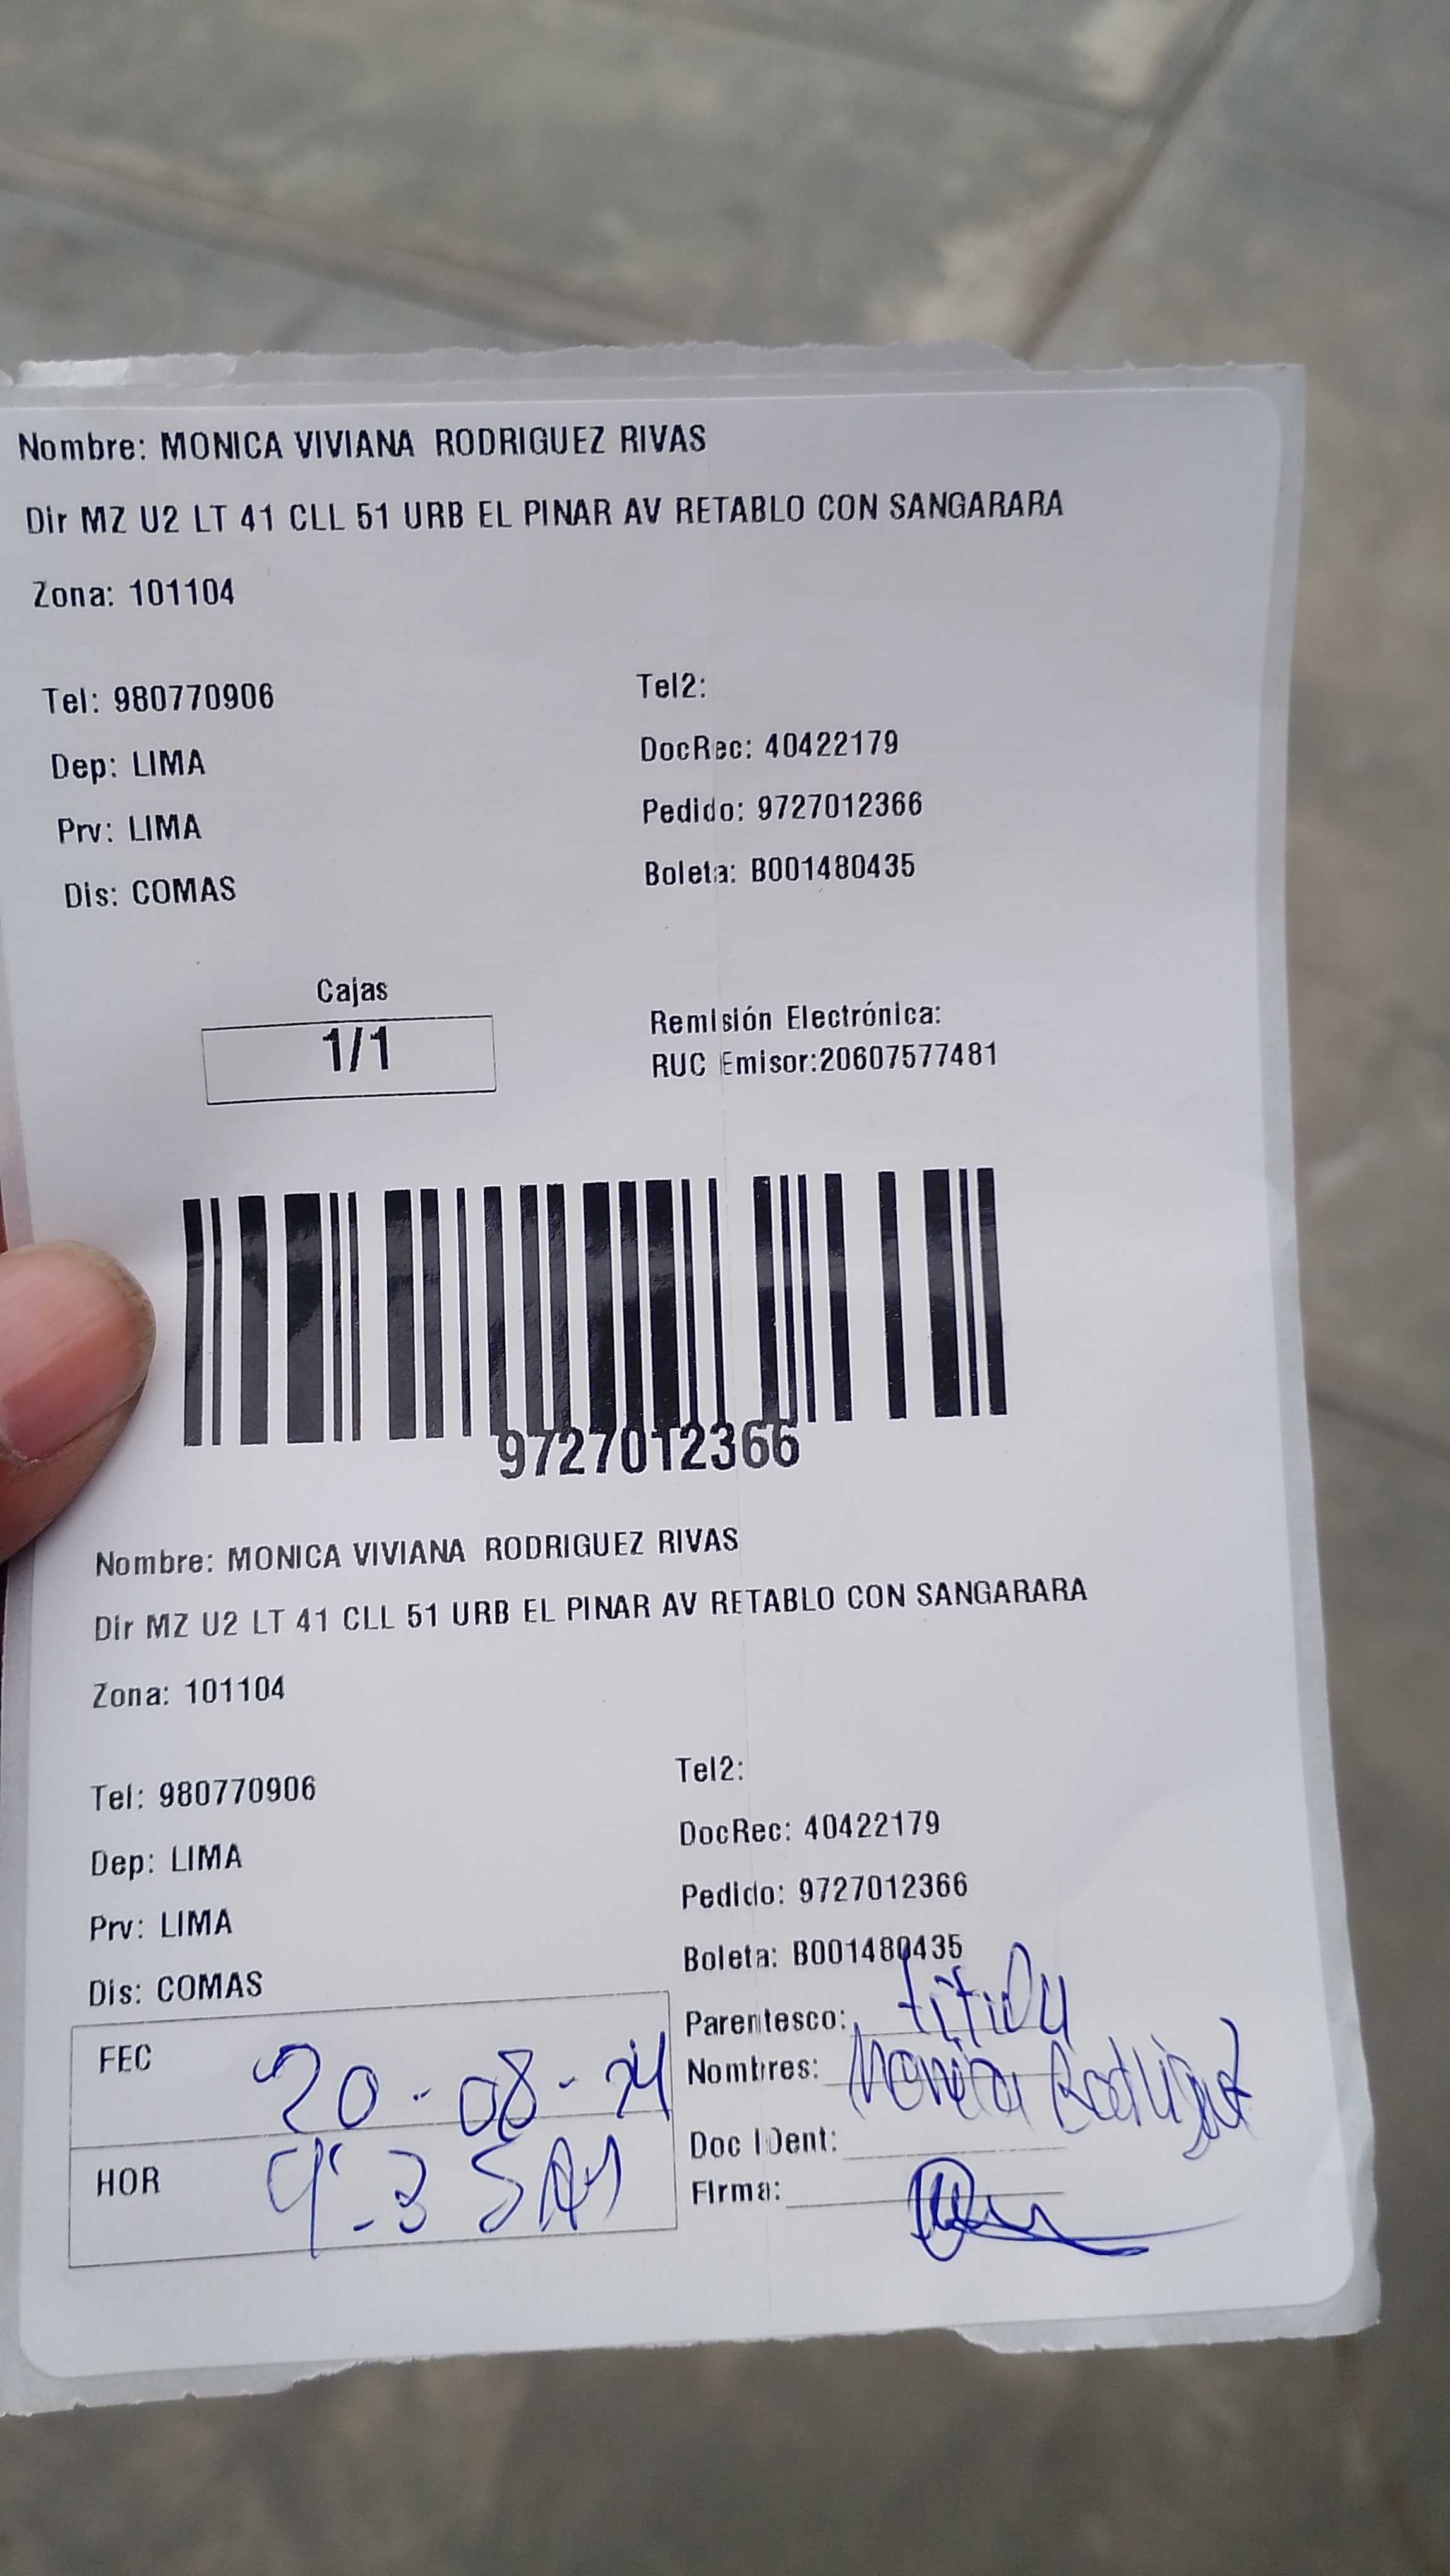 Nombre: MONICA VIVIANA RODRIGUEZ RIVAS
Dir MZ U2 LT 41 CLL 51 URB EL PINAR AV RETABLO CON SANGARARA
Zona: 101104
Tel: 980770906
Tel2:
Dep: LIMA
DocRec: 40422179
Prv: LIMA
Pedido: 9727012366
Dis: COMAS
Boleta: B001480435
Cajas
1/1
Remisión Electrónica:
RUC Emisor:20607577481
9727012366
Nombre: MONICA VIVIANA RODRIGUEZ RIVAS
Dir MZ U2 LT 41 CLL 51 URB EL PINAR AV RETABLO CON SANGARARA
Zona: 101104
Tel: 980770906
Tel2:
Dep: LIMA
DocRec: 40422179
Prv: LIMA
Pedido: 9727012366
Dis: COMAS
Boleta: B001480435
FEC 20-08-24
Parentesco:
Nombres: Monica Rodriguez
HOR
Doc IDent:
Firma: